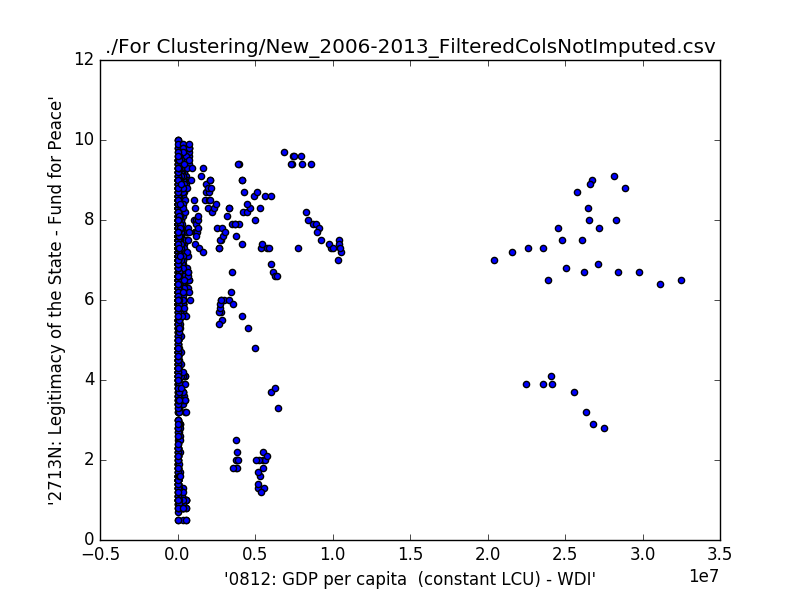 ./For Clustering/New_2006-2013_FilteredColsNotImputed.csv
12
10
8
6
4
2
0
'2713N: Legitimacy of the State - Fund for Peace'
−0.5 0.0 0.5 1.0 1.5 2.0 2.5 3.0 3.5
1e7
'0812: GDP per capita  (constant LCU) - WDI'